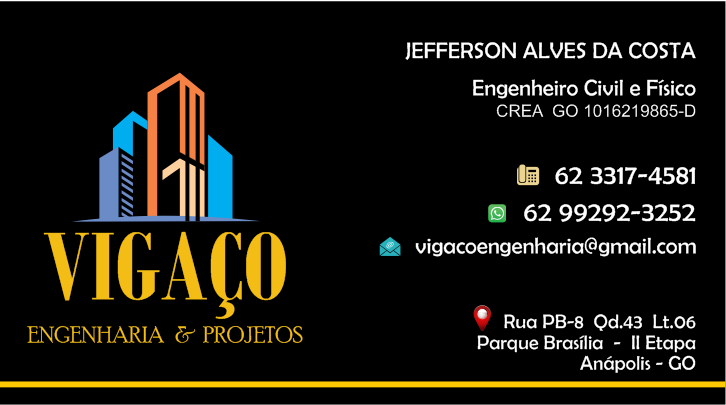 VIGAÇO
ENGENHARIA & PROJETOS
JEFFERSON ALVES DA COSTA
Engenheiro Civil e Físico
CREA GO 1016219865-D
62 3317-4581
62 99292-3252
vigacoengenharia@gmail.com
Rua PB-8 Qd.43 Lt.06
Parque Brasília - II Etapa
Anápolis - GO